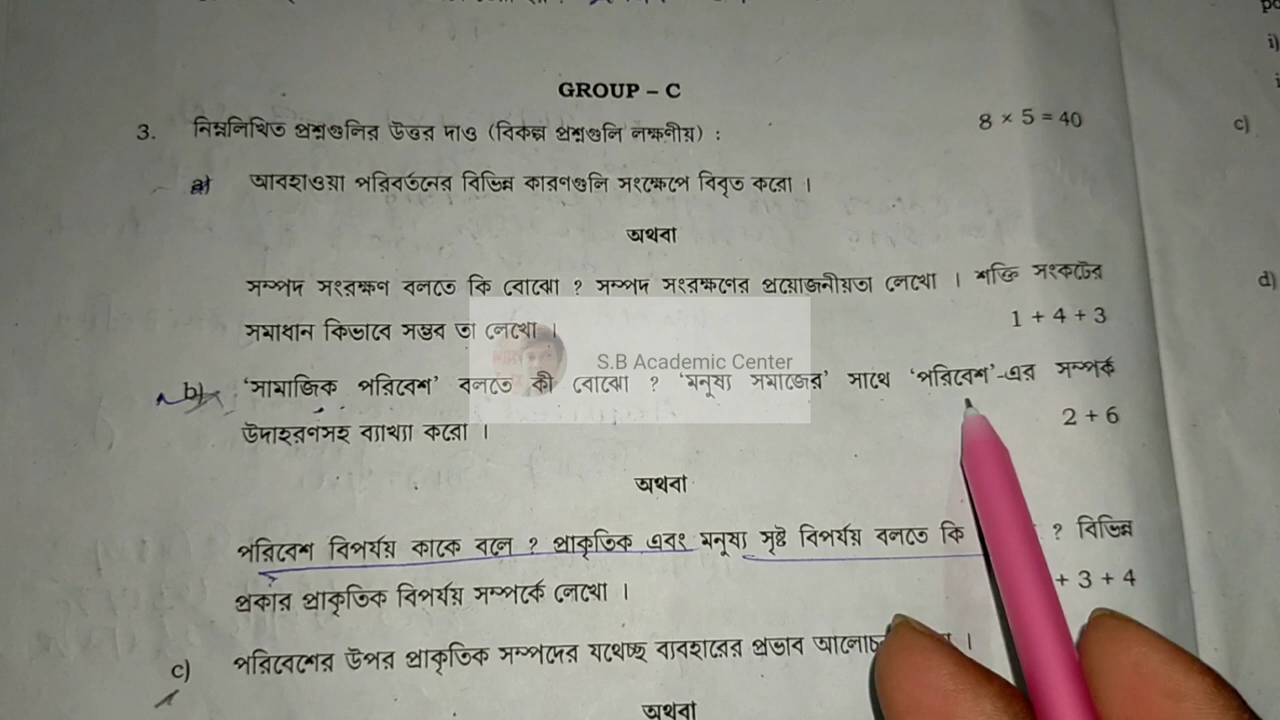 GROUP – C
3. নিম্নলিখিত প্রশ্নগুলির উত্তর দাও (বিকল্প প্রশ্নগুলি লক্ষণীয়) : 8 × 5 = 40
a) আবহাওয়া পরিবর্তনের বিভিন্ন কারণগুলি সংক্ষেপে বিবৃত করো ।
অথবা
সম্পদ সংরক্ষণ বলতে কি বোঝো ? সম্পদ সংরক্ষণের প্রয়োজনীয়তা লেখো । শক্তি সংকটের
সমাধান কিভাবে সম্ভব তা লেখো । 1 + 4 + 3
S.B Academic Center
b) ‘সামাজিক পরিবেশ’ বলতে কী বোঝো ? ‘মনুষ্য সমাজের’ সাথে ‘পরিবেশ’-এর সম্পর্ক
উদাহরণসহ ব্যাখ্যা করো । 2 + 6
অথবা
পরিবেশ বিপর্যয় কাকে বলে ? প্রাকৃতিক এবং মনুষ্য সৃষ্ট বিপর্যয় বলতে কি ? বিভিন্ন
প্রকার প্রাকৃতিক বিপর্যয় সম্পর্কে লেখো । + 3 + 4
c) পরিবেশের উপর প্রাকৃতিক সম্পদের যথেচ্ছ ব্যবহারের প্রভাব ।
অথবা
i)
c)
d)